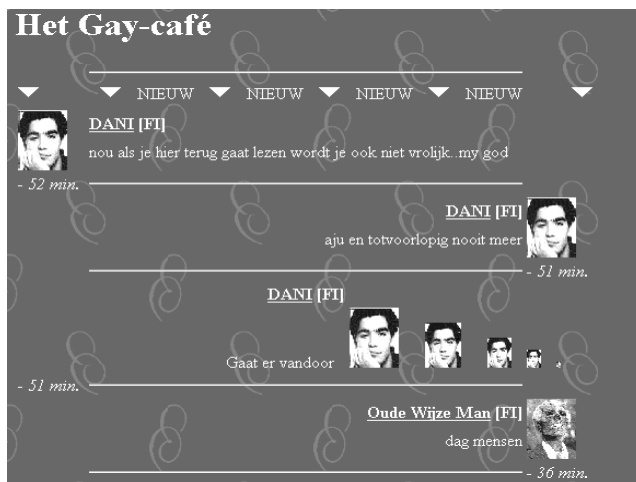 Het Gay-café
NIEUW NIEUW NIEUW NIEUW
DANI [FI]
nou als je hier terug gaat lezen wordt je ook niet vrolijk..my god
- 52 min.
DANI [FI]
aju en totvoorlopig nooit meer
- 51 min.
DANI [FI]
Gaat er vandoor
- 51 min.
Oude Wijze Man [FI]
dag mensen
- 36 min.